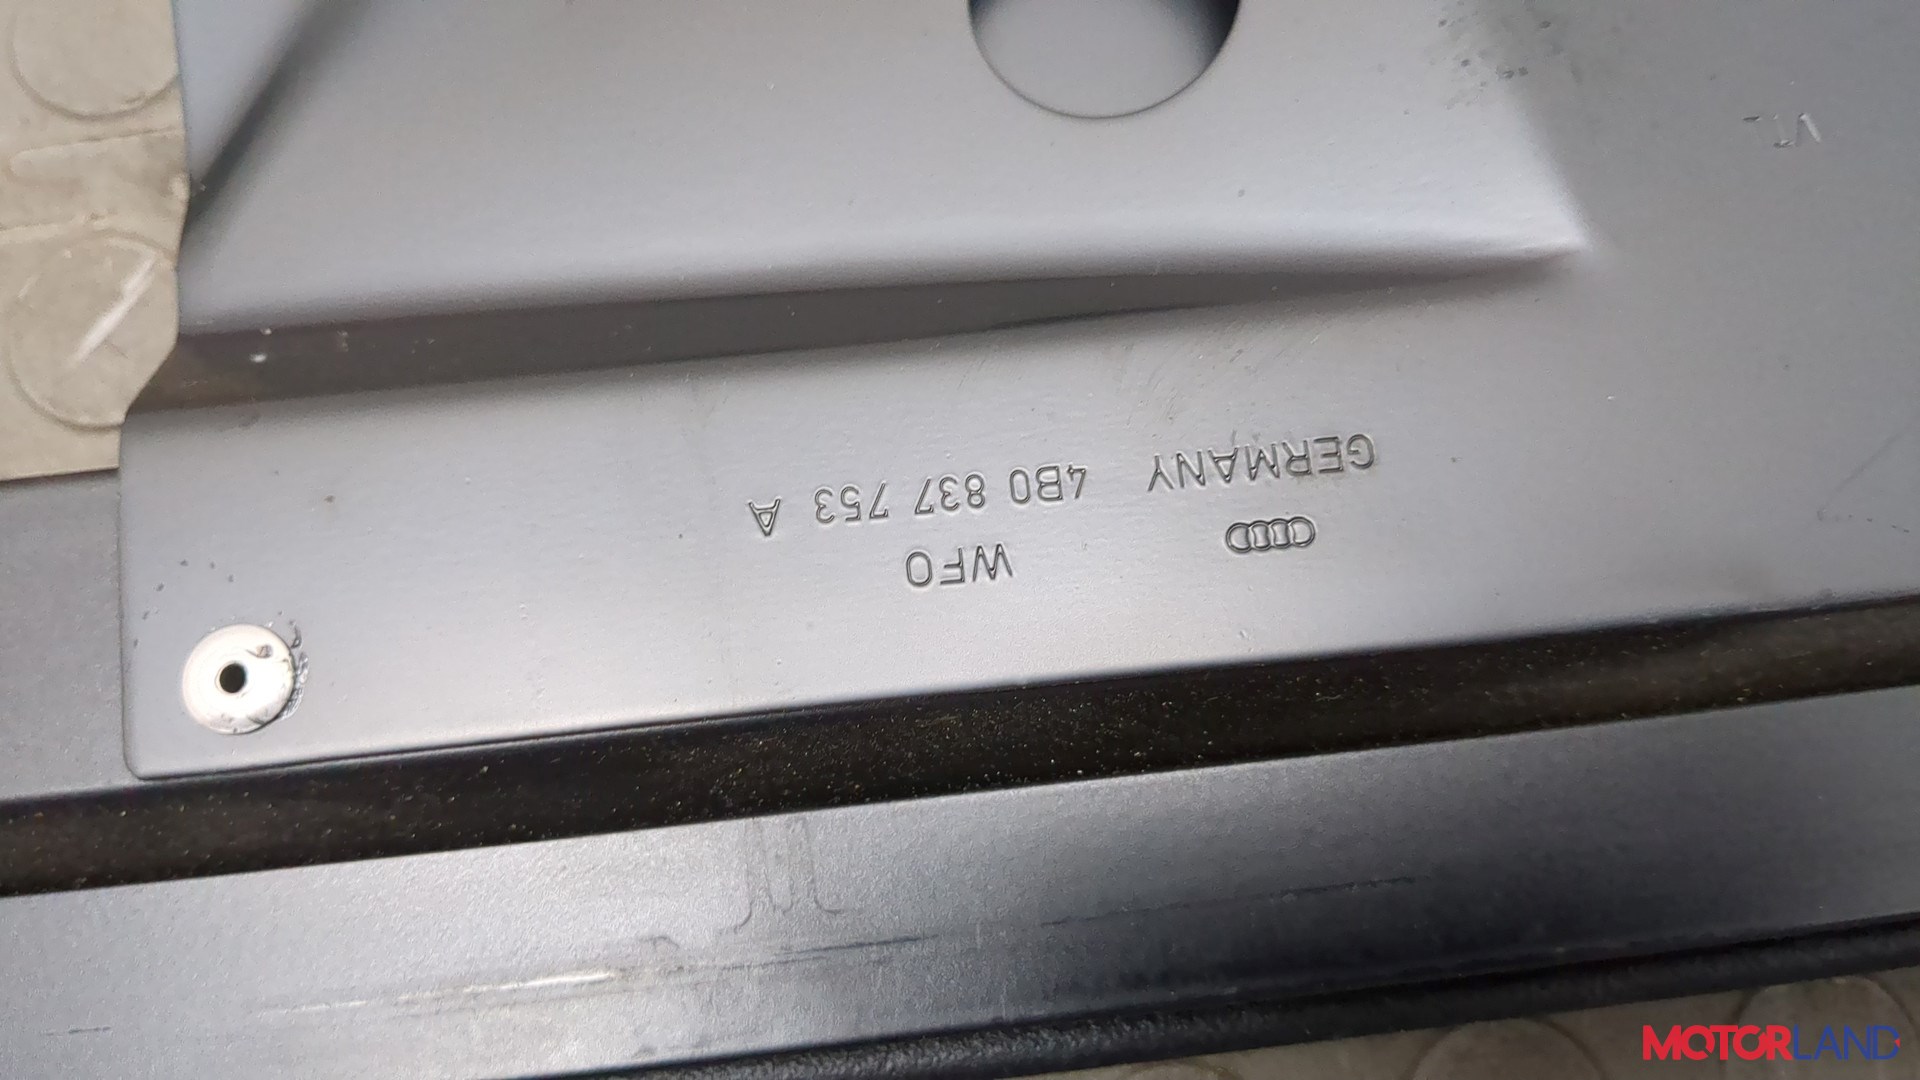 GERMANY 4B0 837 753 A
WFO
MOTORLAND